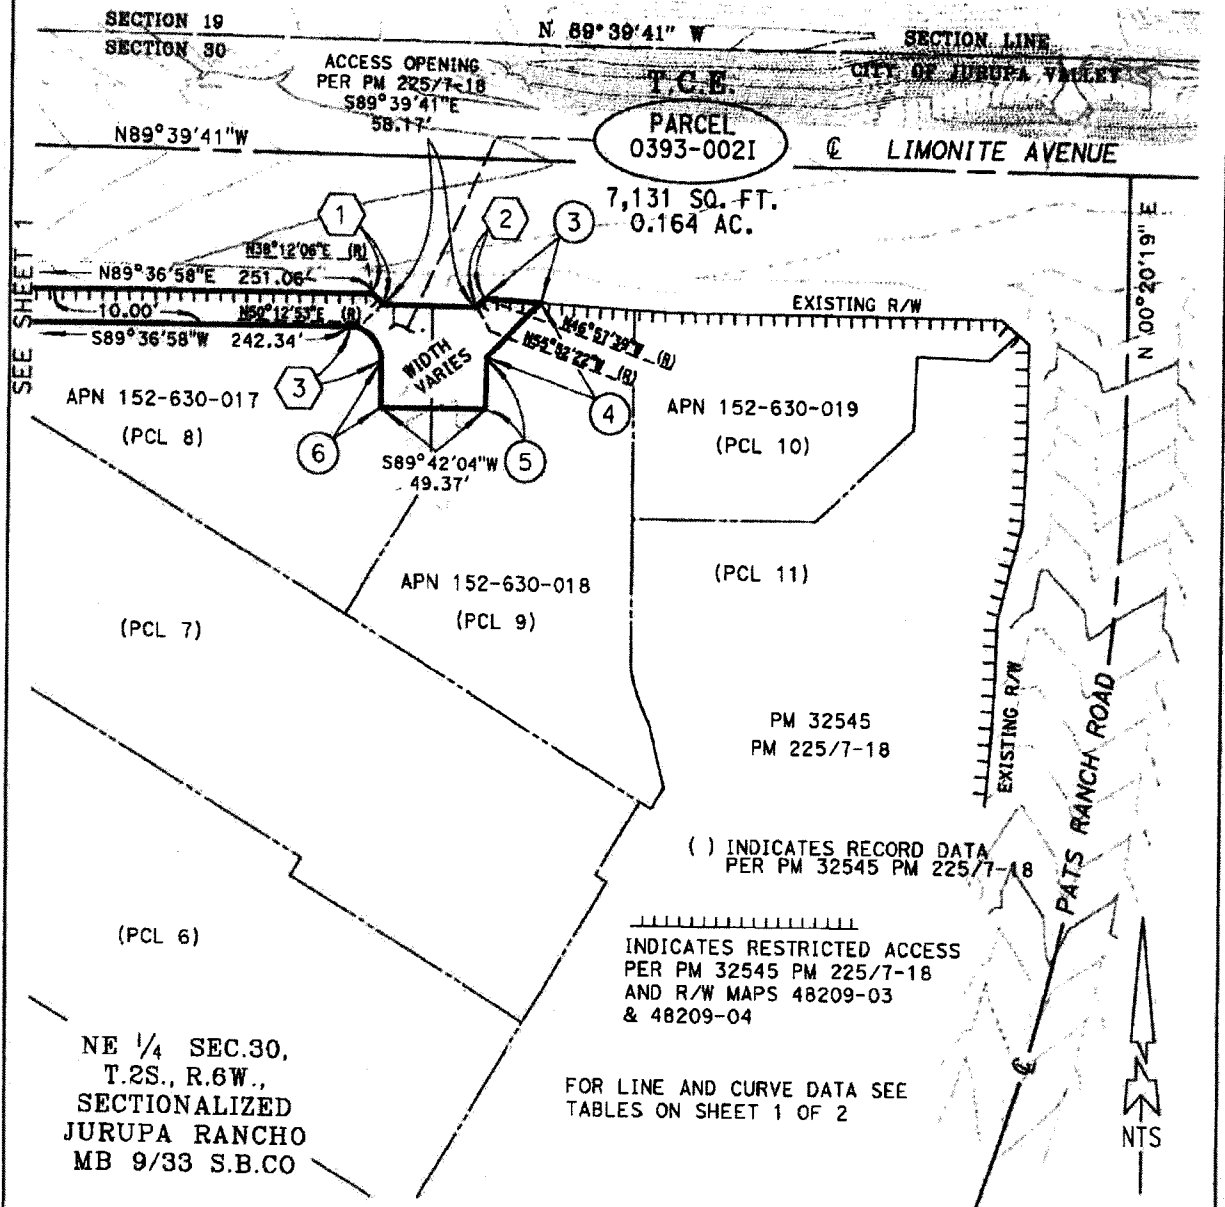 SECTION 19
SECTION 30
N 89°39'41" W
SECTION LINE
CITY OF JURUPA VALLEY
ACCESS OPENING
PER PM 225/7-18
S89°39'41"E
58.17'
T.C.E.
PARCEL
0393-002I
7,131 SQ. FT.
0.164 AC.
N89°39'41"W
℄ LIMONITE AVENUE
N 00°20'19" E
SEE SHEET 1
1
2
3
N38°12'06"E (R)
N89°36'58"E 251.06'
10.00'
N50°12'53"E (R)
S89°36'58"W 242.34'
EXISTING R/W
N46°57'39"W (R)
(R)
WIDTH
VARIES
3
4
5
6
S89°42'04"W
49.37'
APN 152-630-017
(PCL 8)
APN 152-630-019
(PCL 10)
APN 152-630-018
(PCL 9)
(PCL 11)
(PCL 7)
PM 32545
PM 225/7-18
EXISTING R/W
PATS RANCH ROAD
℄
( ) INDICATES RECORD DATA
PER PM 32545 PM 225/7-18
(PCL 6)
INDICATES RESTRICTED ACCESS
PER PM 32545 PM 225/7-18
AND R/W MAPS 48209-03
& 48209-04
NE 1/4 SEC.30,
T.2S., R.6W.,
SECTIONALIZED
JURUPA RANCHO
MB 9/33 S.B.CO
FOR LINE AND CURVE DATA SEE
TABLES ON SHEET 1 OF 2
N
NTS